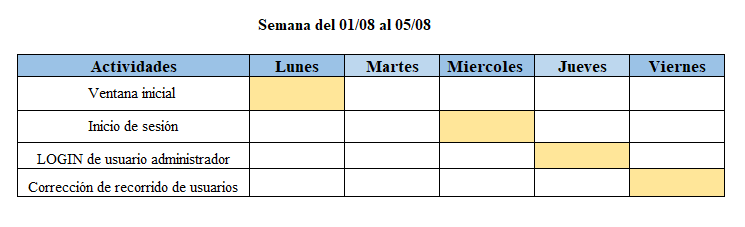 Semana del 01/08 al 05/08
Actividades Lunes Martes Miercoles Jueves Viernes
Ventana inicial
Inicio de sesión
LOGIN de usuario administrador
Corrección de recorrido de usuarios